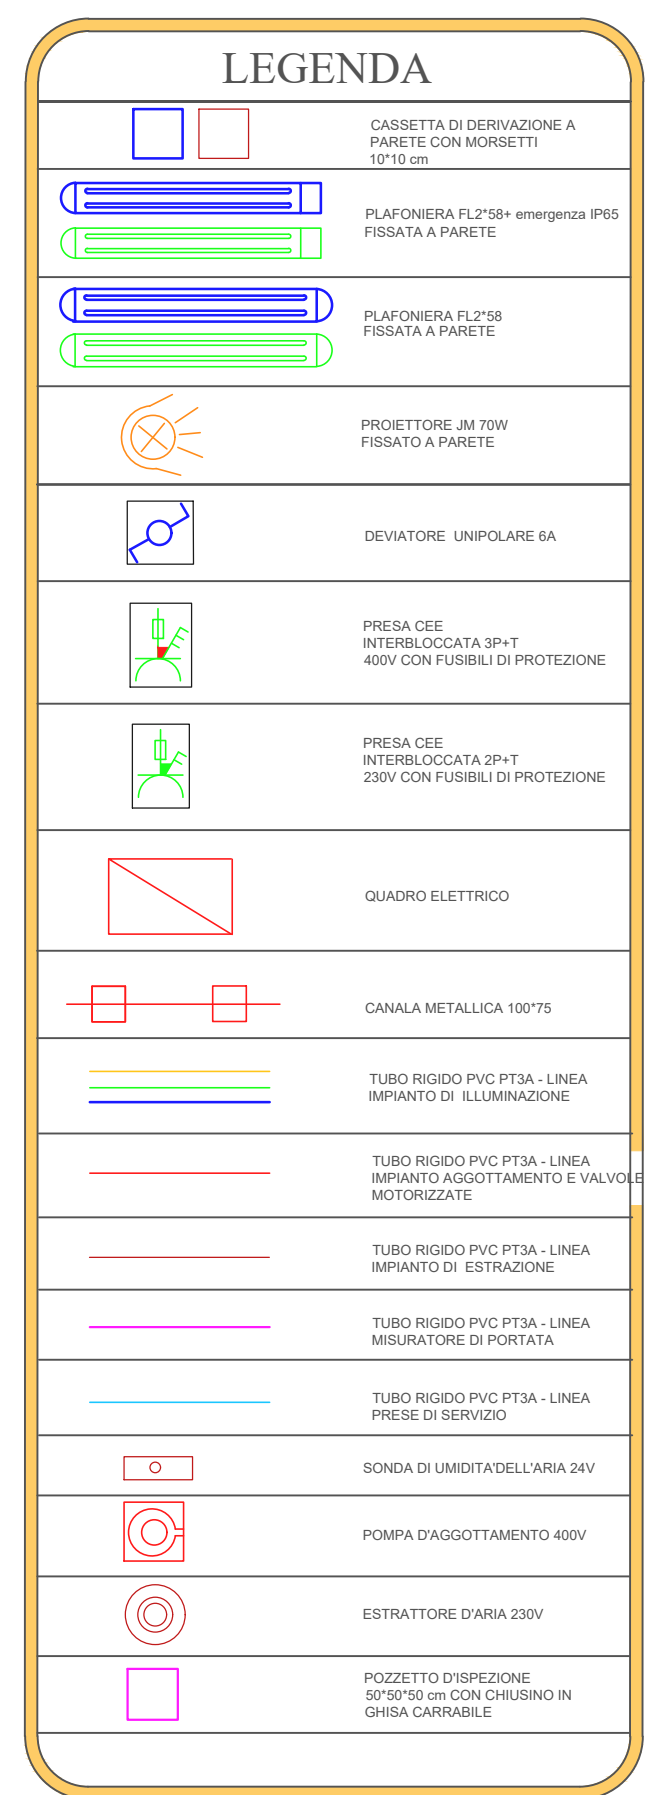 LEGENDA
CASSETTA DI DERIVAZIONE A
PARETE CON MORSETTI
10*10 cm
PLAFONIERA FL2*58+ emergenza IP65
FISSATA A PARETE
PLAFONIERA FL2*58
FISSATA A PARETE
PROIETTORE JM 70W
FISSATO A PARETE
DEVIATORE UNIPOLARE 6A
PRESA CEE
INTERBLOCCATA 3P+T
400V CON FUSIBILI DI PROTEZIONE
PRESA CEE
INTERBLOCCATA 2P+T
230V CON FUSIBILI DI PROTEZIONE
QUADRO ELETTRICO
CANALA METALLICA 100*75
TUBO RIGIDO PVC PT3A - LINEA
IMPIANTO DI ILLUMINAZIONE
TUBO RIGIDO PVC PT3A - LINEA
IMPIANTO AGGOTTAMENTO E VALVOLE
MOTORIZZATE
TUBO RIGIDO PVC PT3A - LINEA
IMPIANTO DI ESTRAZIONE
TUBO RIGIDO PVC PT3A - LINEA
MISURATORE DI PORTATA
TUBO RIGIDO PVC PT3A - LINEA
PRESE DI SERVIZIO
SONDA DI UMIDITA'DELL'ARIA 24V
POMPA D'AGGOTTAMENTO 400V
ESTRATTORE D'ARIA 230V
POZZETTO D'ISPEZIONE
50*50*50 cm CON CHIUSINO IN
GHISA CARRABILE